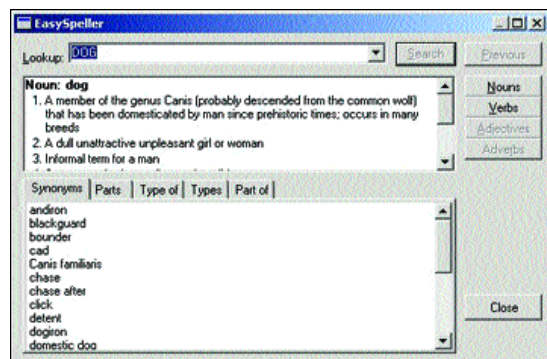 EasySpeller
Lookup: DOG Search Previous
Noun: dog
1. A member of the genus Canis (probably descended from the common wolf)
that has been domesticated by man since prehistoric times; occurs in many
breeds
2. A dull unattractive unpleasant girl or woman
3. Informal term for a man
Nouns
Verbs
Adjectives
Adverbs
Synonyms Parts Type of Types Part of
andiron
blackguard
bounder
cad
Canis familiaris
chase
chase after
click
detent
dogiron
domestic dog
Close